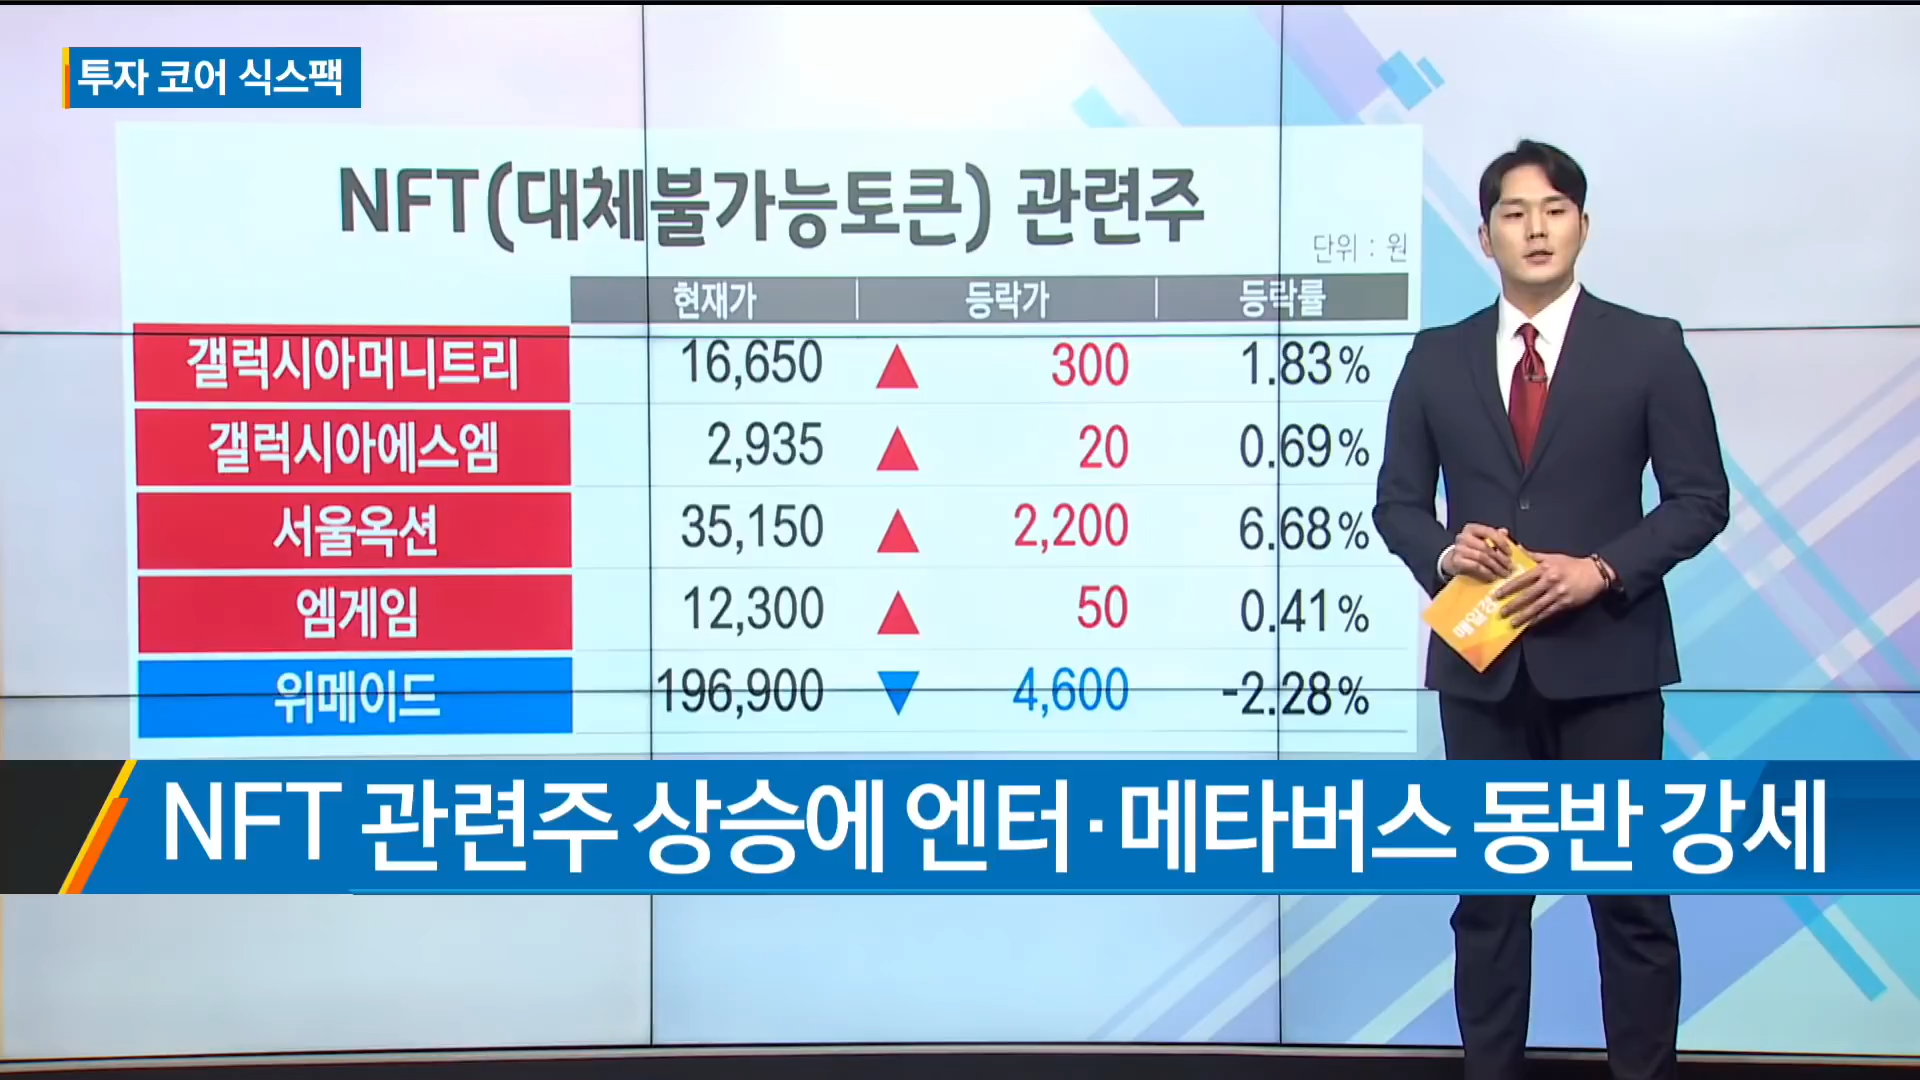 투자 코어 식스팩
NFT(대체불가능토큰) 관련주
단위 : 원
현재가 등락가 등락률
갤럭시아머니트리 16,650 ▲ 300 1.83%
갤럭시아에스엠 2,935 ▲ 20 0.69%
서울옥션 35,150 ▲ 2,200 6.68%
엠게임 12,300 ▲ 50 0.41%
위메이드 196,900 ▼ 4,600 -2.28%
매일경
NFT 관련주 상승에 엔터·메타버스 동반 강세